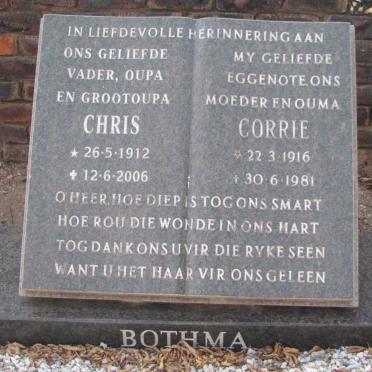 IN LIEFDEVOLLE HERINNERING AAN
ONS GELIEFDE
VADER, OUPA
EN GROOTOUPA
CHRIS
★ 26-5-1912
✝ 12-6-2006
MY GELIEFDE
EGGENOTE, ONS
MOEDER EN OUMA
CORRIE
☆ 22·3·1916
✝ 30·6·1981
O HEER, HOE DIEP IS TOG ONS SMART
HOE ROU DIE WONDE IN ONS HART
TOG DANK ONS U VIR DIE RYKE SEËN
WANT U HET HAAR VIR ONS GELEEN
BOTHMA